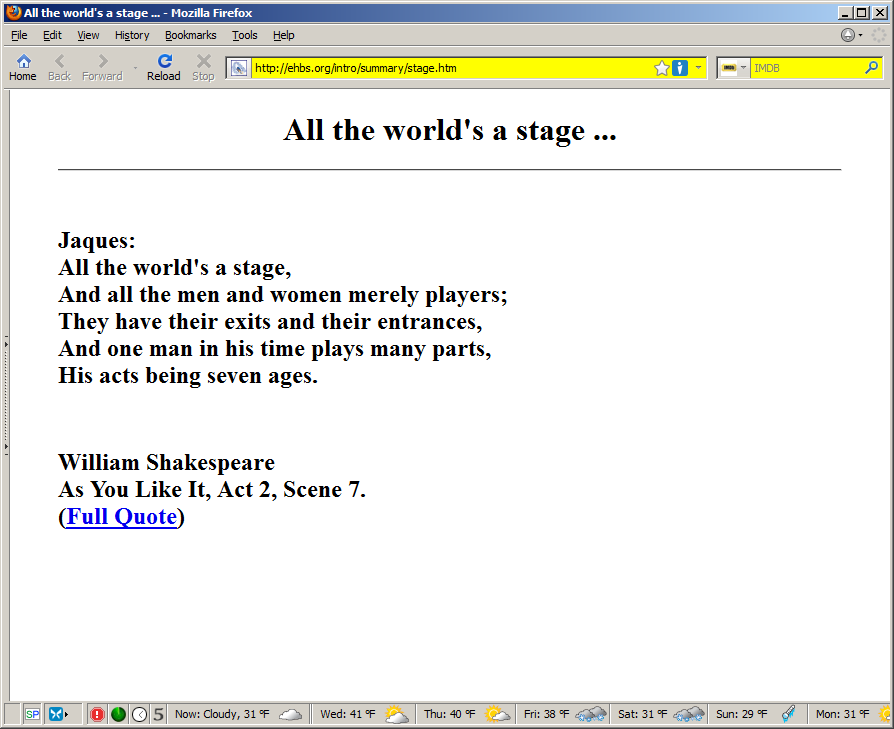 All the world's a stage ... - Mozilla Firefox
File Edit View History Bookmarks Tools Help
Home Back Forward Reload Stop http://ehbs.org/intro/summary/stage.htm IMDB
All the world's a stage ...
Jaques:
All the world's a stage,
And all the men and women merely players;
They have their exits and their entrances,
And one man in his time plays many parts,
His acts being seven ages.
William Shakespeare
As You Like It, Act 2, Scene 7.
(Full Quote)
SP 5 Now: Cloudy, 31 °F Wed: 41 °F Thu: 40 °F Fri: 38 °F Sat: 31 °F Sun: 29 °F Mon: 31 °F